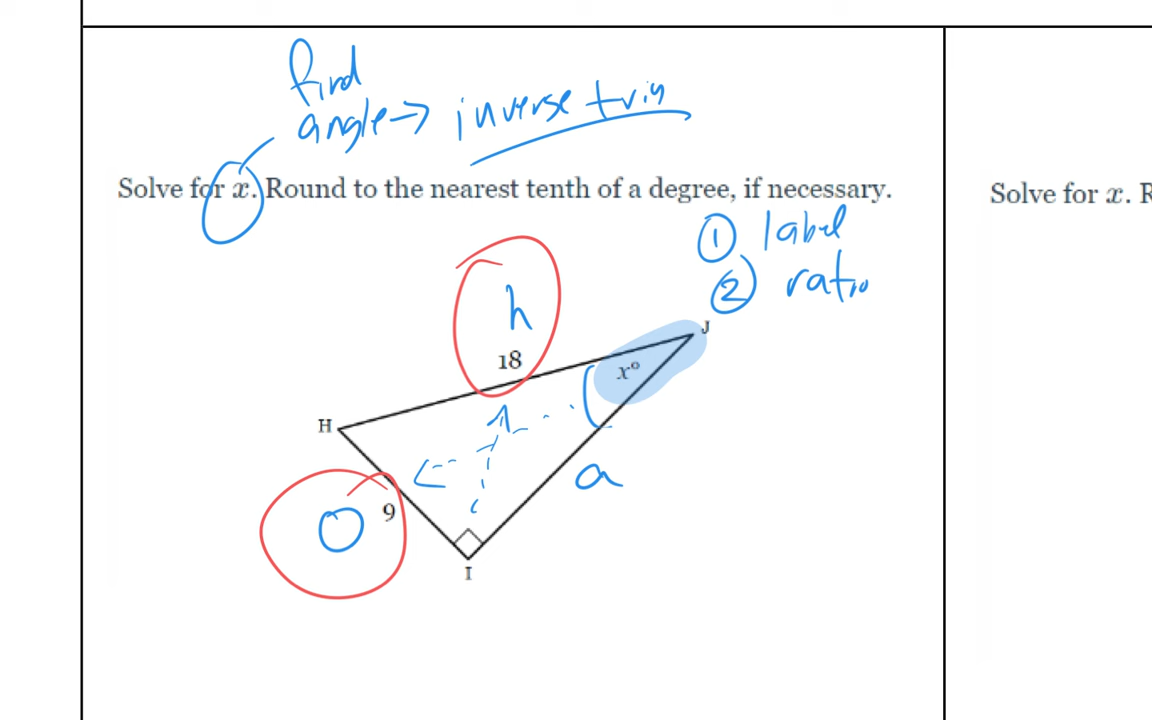 find
angle → inverse trig
Solve for x. Round to the nearest tenth of a degree, if necessary.
Solve for x. R
① label
② ratio
h
18
J
x°
H
a
O
9
I